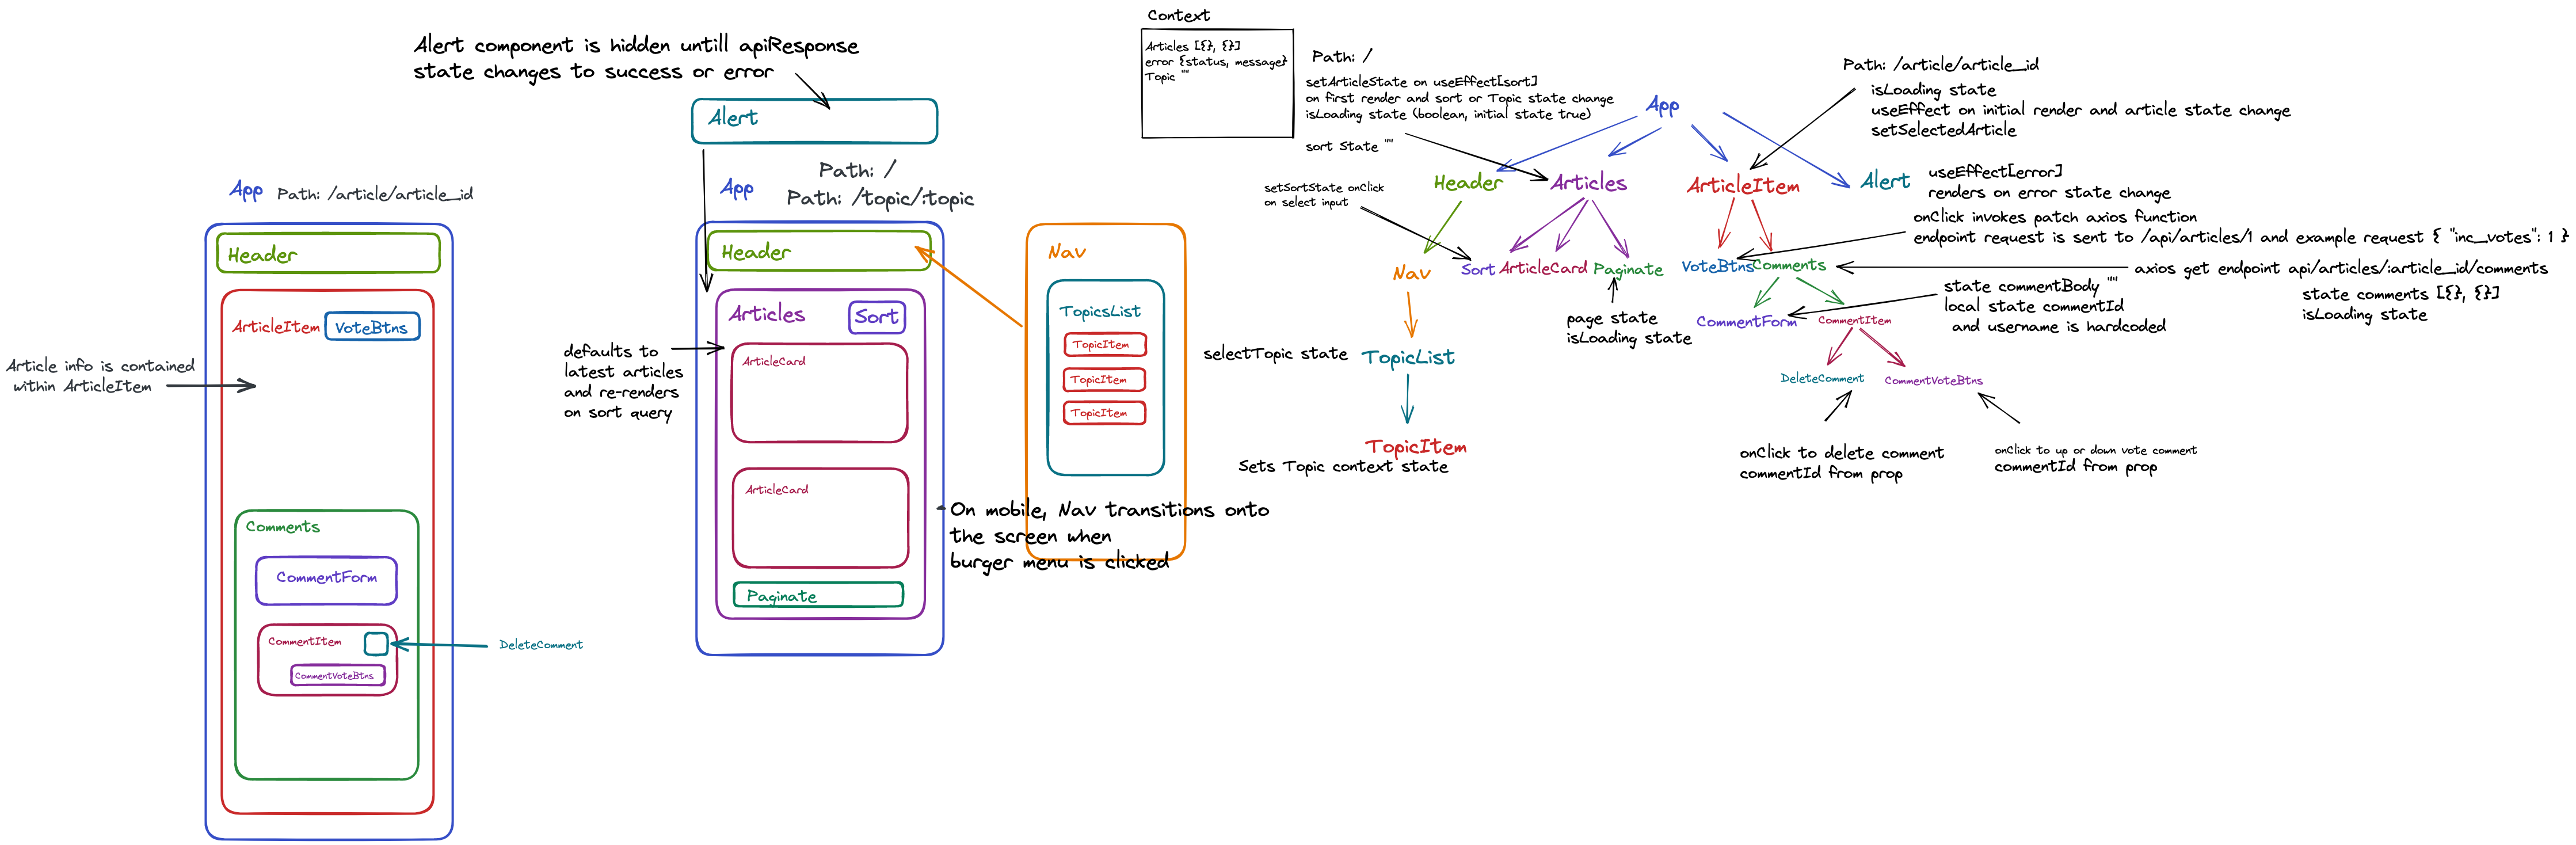 Alert component is hidden untill apiResponse
state changes to success or error
Alert
App Path: /article/article_id
Header
ArticleItem
VoteBtns
Article info is contained
within ArticleItem
Comments
CommentForm
CommentItem
CommentVoteBtns
DeleteComment
App
Path: /
Path: /topic/:topic
Header
Articles
Sort
defaults to
latest articles
and re-renders
on sort query
ArticleCard
ArticleCard
Paginate
Nav
TopicsList
TopicItem
TopicItem
TopicItem
On mobile, Nav transitions onto
the screen when
burger menu is clicked
Context
Articles [{}, {}]
error {status, message}
Topic ""
Path: /
setArticleState on useEffect[sort]
on first render and sort or Topic state change
isLoading state (boolean, initial state true)
sort State ""
setSortState onClick
on select input
App
Header
Articles
ArticleItem
Alert
Path: /article/article_id
isLoading state
useEffect on initial render and article state change
setSelectedArticle
useEffect[error]
renders on error state change
onClick invokes patch axios function
endpoint request is sent to /api/articles/1 and example request { "inc_votes": 1 }
Nav
Sort
ArticleCard
Paginate
VoteBtns
Comments
axios get endpoint api/articles/:article_id/comments
state comments [{}, {}]
isLoading state
state commentBody ""
local state commentId
and username is hardcoded
page state
isLoading state
CommentForm
CommentItem
selectTopic state
TopicList
DeleteComment
CommentVoteBtns
TopicItem
Sets Topic context state
onClick to delete comment
commentId from prop
onClick to up or down vote comment
commentId from prop